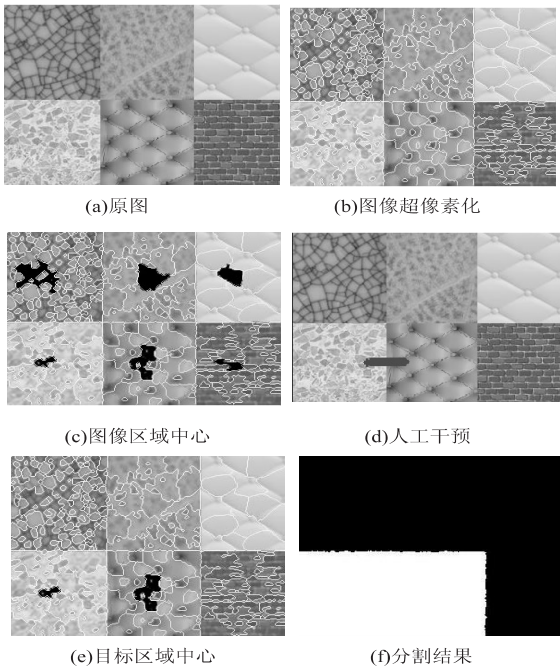 (a)原图
(b)图像超像素化
(c)图像区域中心
(d)人工干预
(e)目标区域中心
(f)分割结果